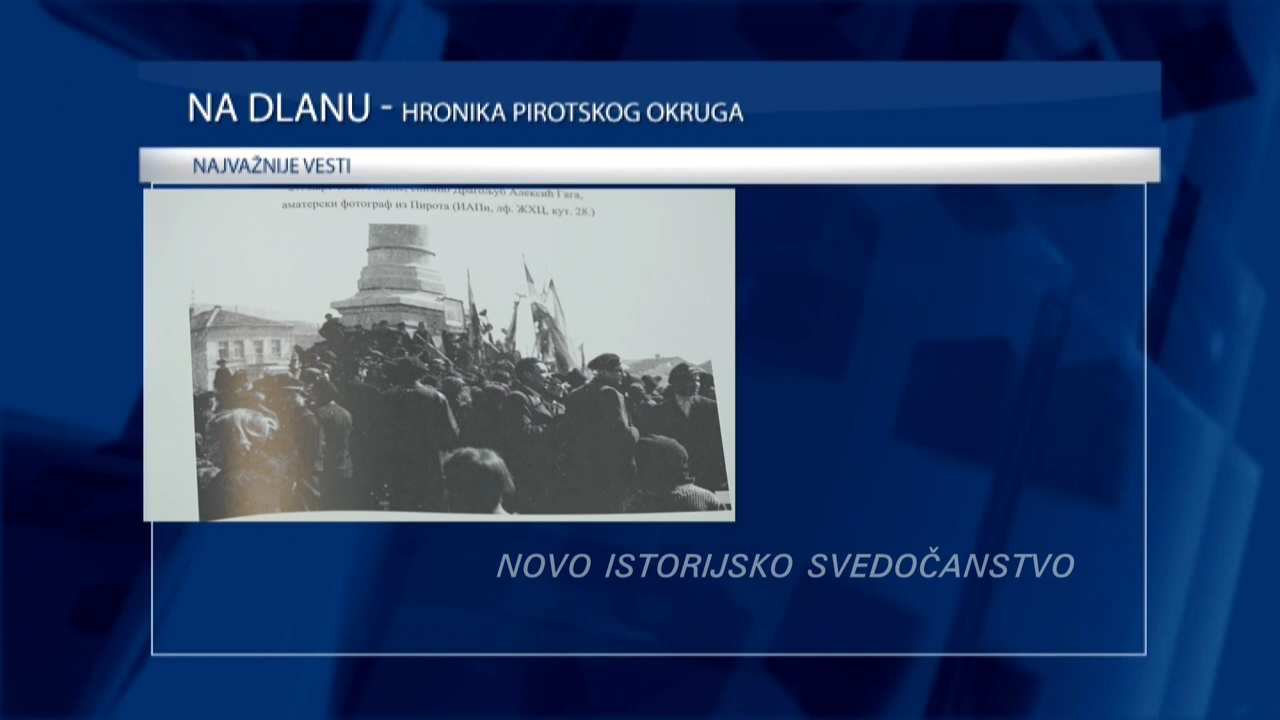 NA DLANU - HRONIKA PIROTSKOG OKRUGA
NAJVAŽNIJE VESTI
снимио Драгољуб Алексић Гага,
аматерски фотограф из Пирота (ИАПи, лф. ЖХЦ, кут. 28.)
NOVO ISTORIJSKO SVEDOČANSTVO